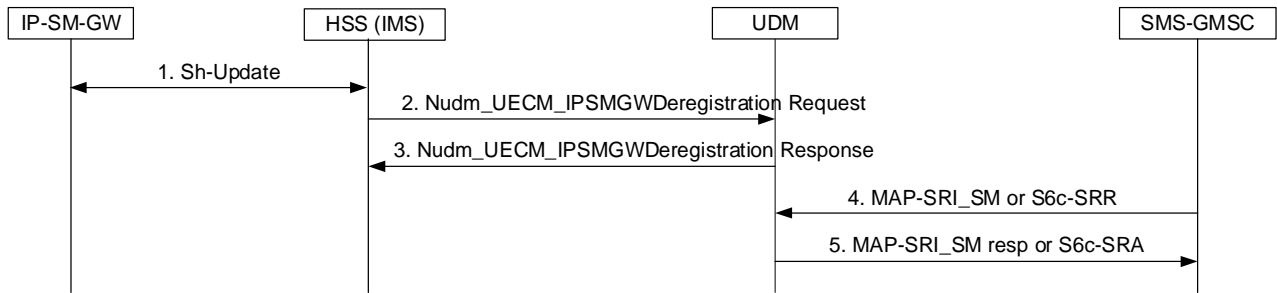 IP-SM-GW
HSS (IMS)
UDM
SMS-GMSC
1. Sh-Update
2. Nudm_UECM_IPSMGWDeregistration Request
3. Nudm_UECM_IPSMGWDeregistration Response
4. MAP-SRI_SM or S6c-SRR
5. MAP-SRI_SM resp or S6c-SRA